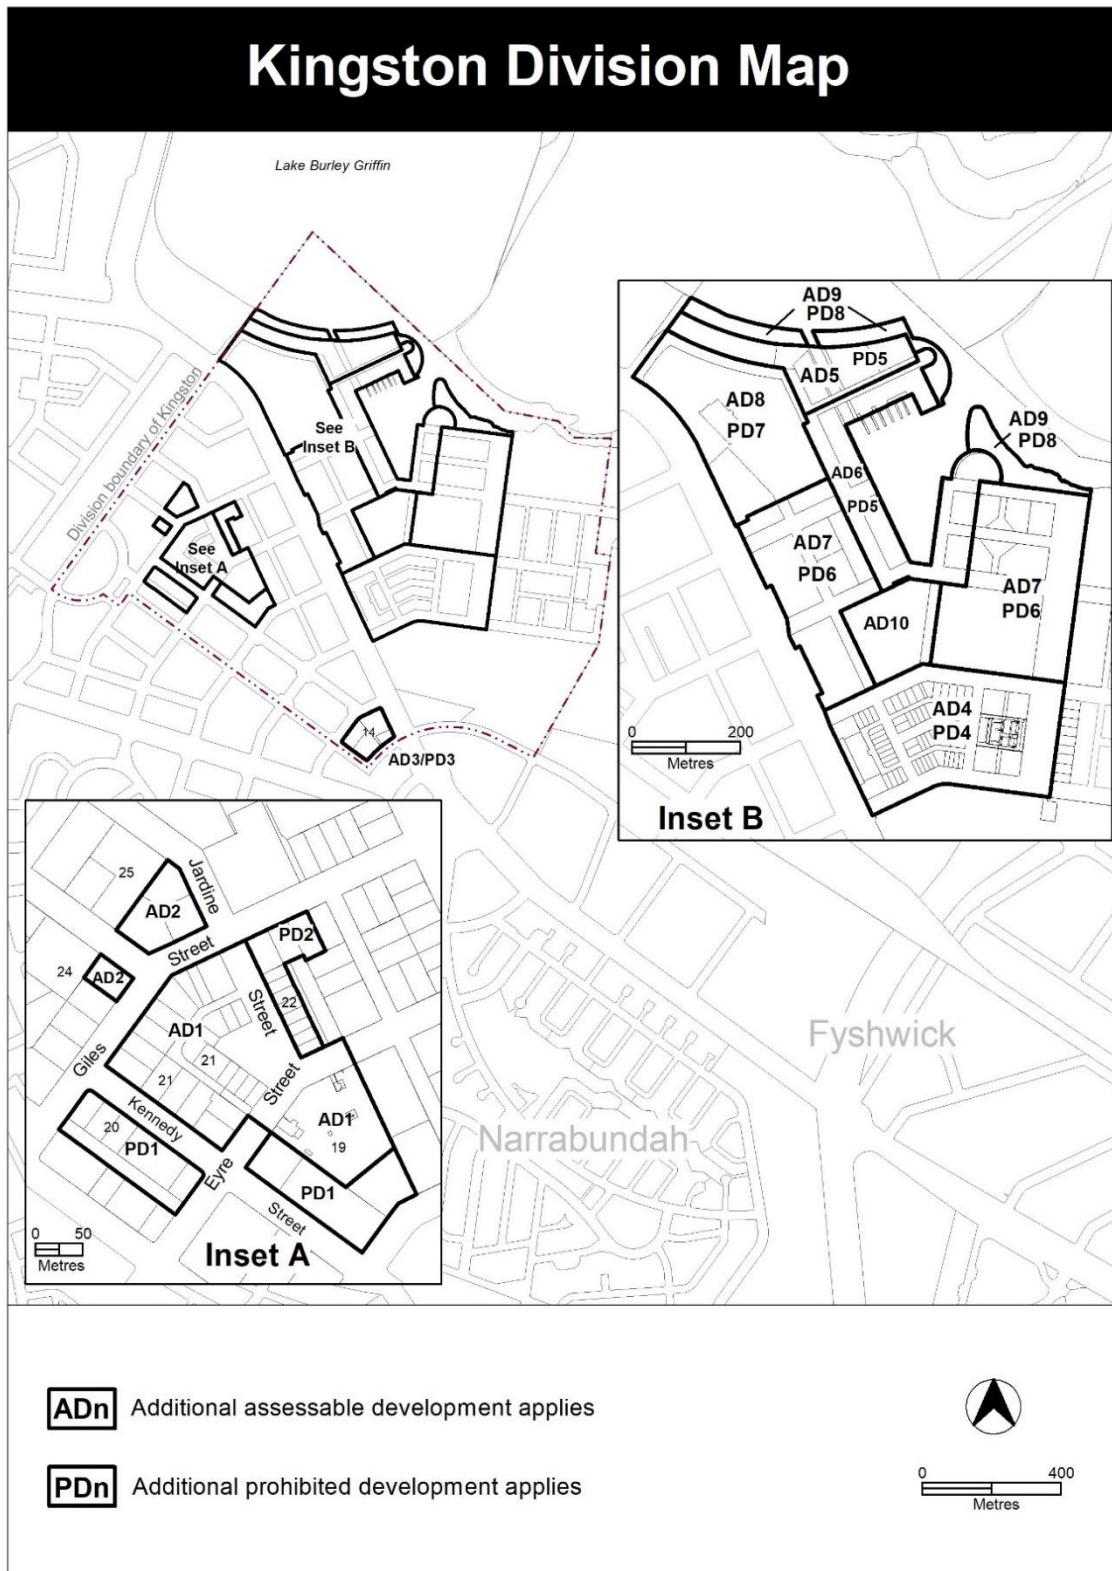 Kingston Division Map
Lake Burley Griffin
Division boundary of Kingston
See
Inset B
See
Inset A
14
AD3/PD3
AD9
PD8
AD5
PD5
AD8
PD7
AD9
PD8
AD6
PD5
AD7
PD6
AD7
PD6
AD10
AD4
PD4
0 200
Metres
Inset B
25
Jardine
AD2
Street
PD2
24
AD2
Street
22
AD1
Giles
21
21
Street
Kennedy
AD1
19
20
PD1
Eyre
PD1
Street
0 50
Metres
Inset A
Fyshwick
Narrabundah
ADn Additional assessable development applies
PDn Additional prohibited development applies
0 400
Metres